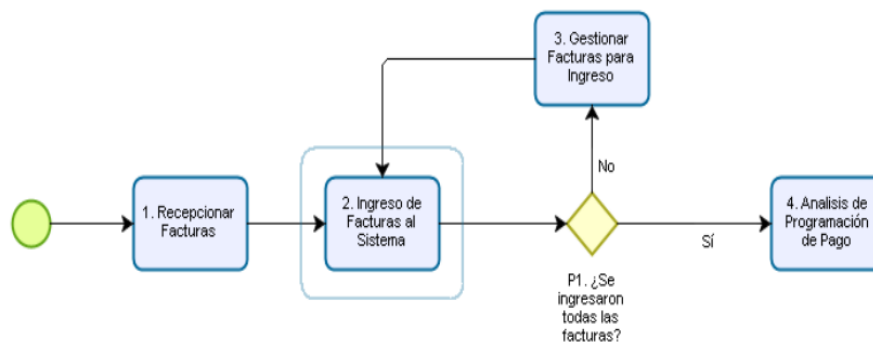 3. Gestionar
Facturas para
Ingreso
No
1. Recepcionar
Facturas
2. Ingreso de
Facturas al
Sistema
4. Analisis de
Programación
de Pago
Sí
P1. ¿Se
ingresaron
todas las
facturas?